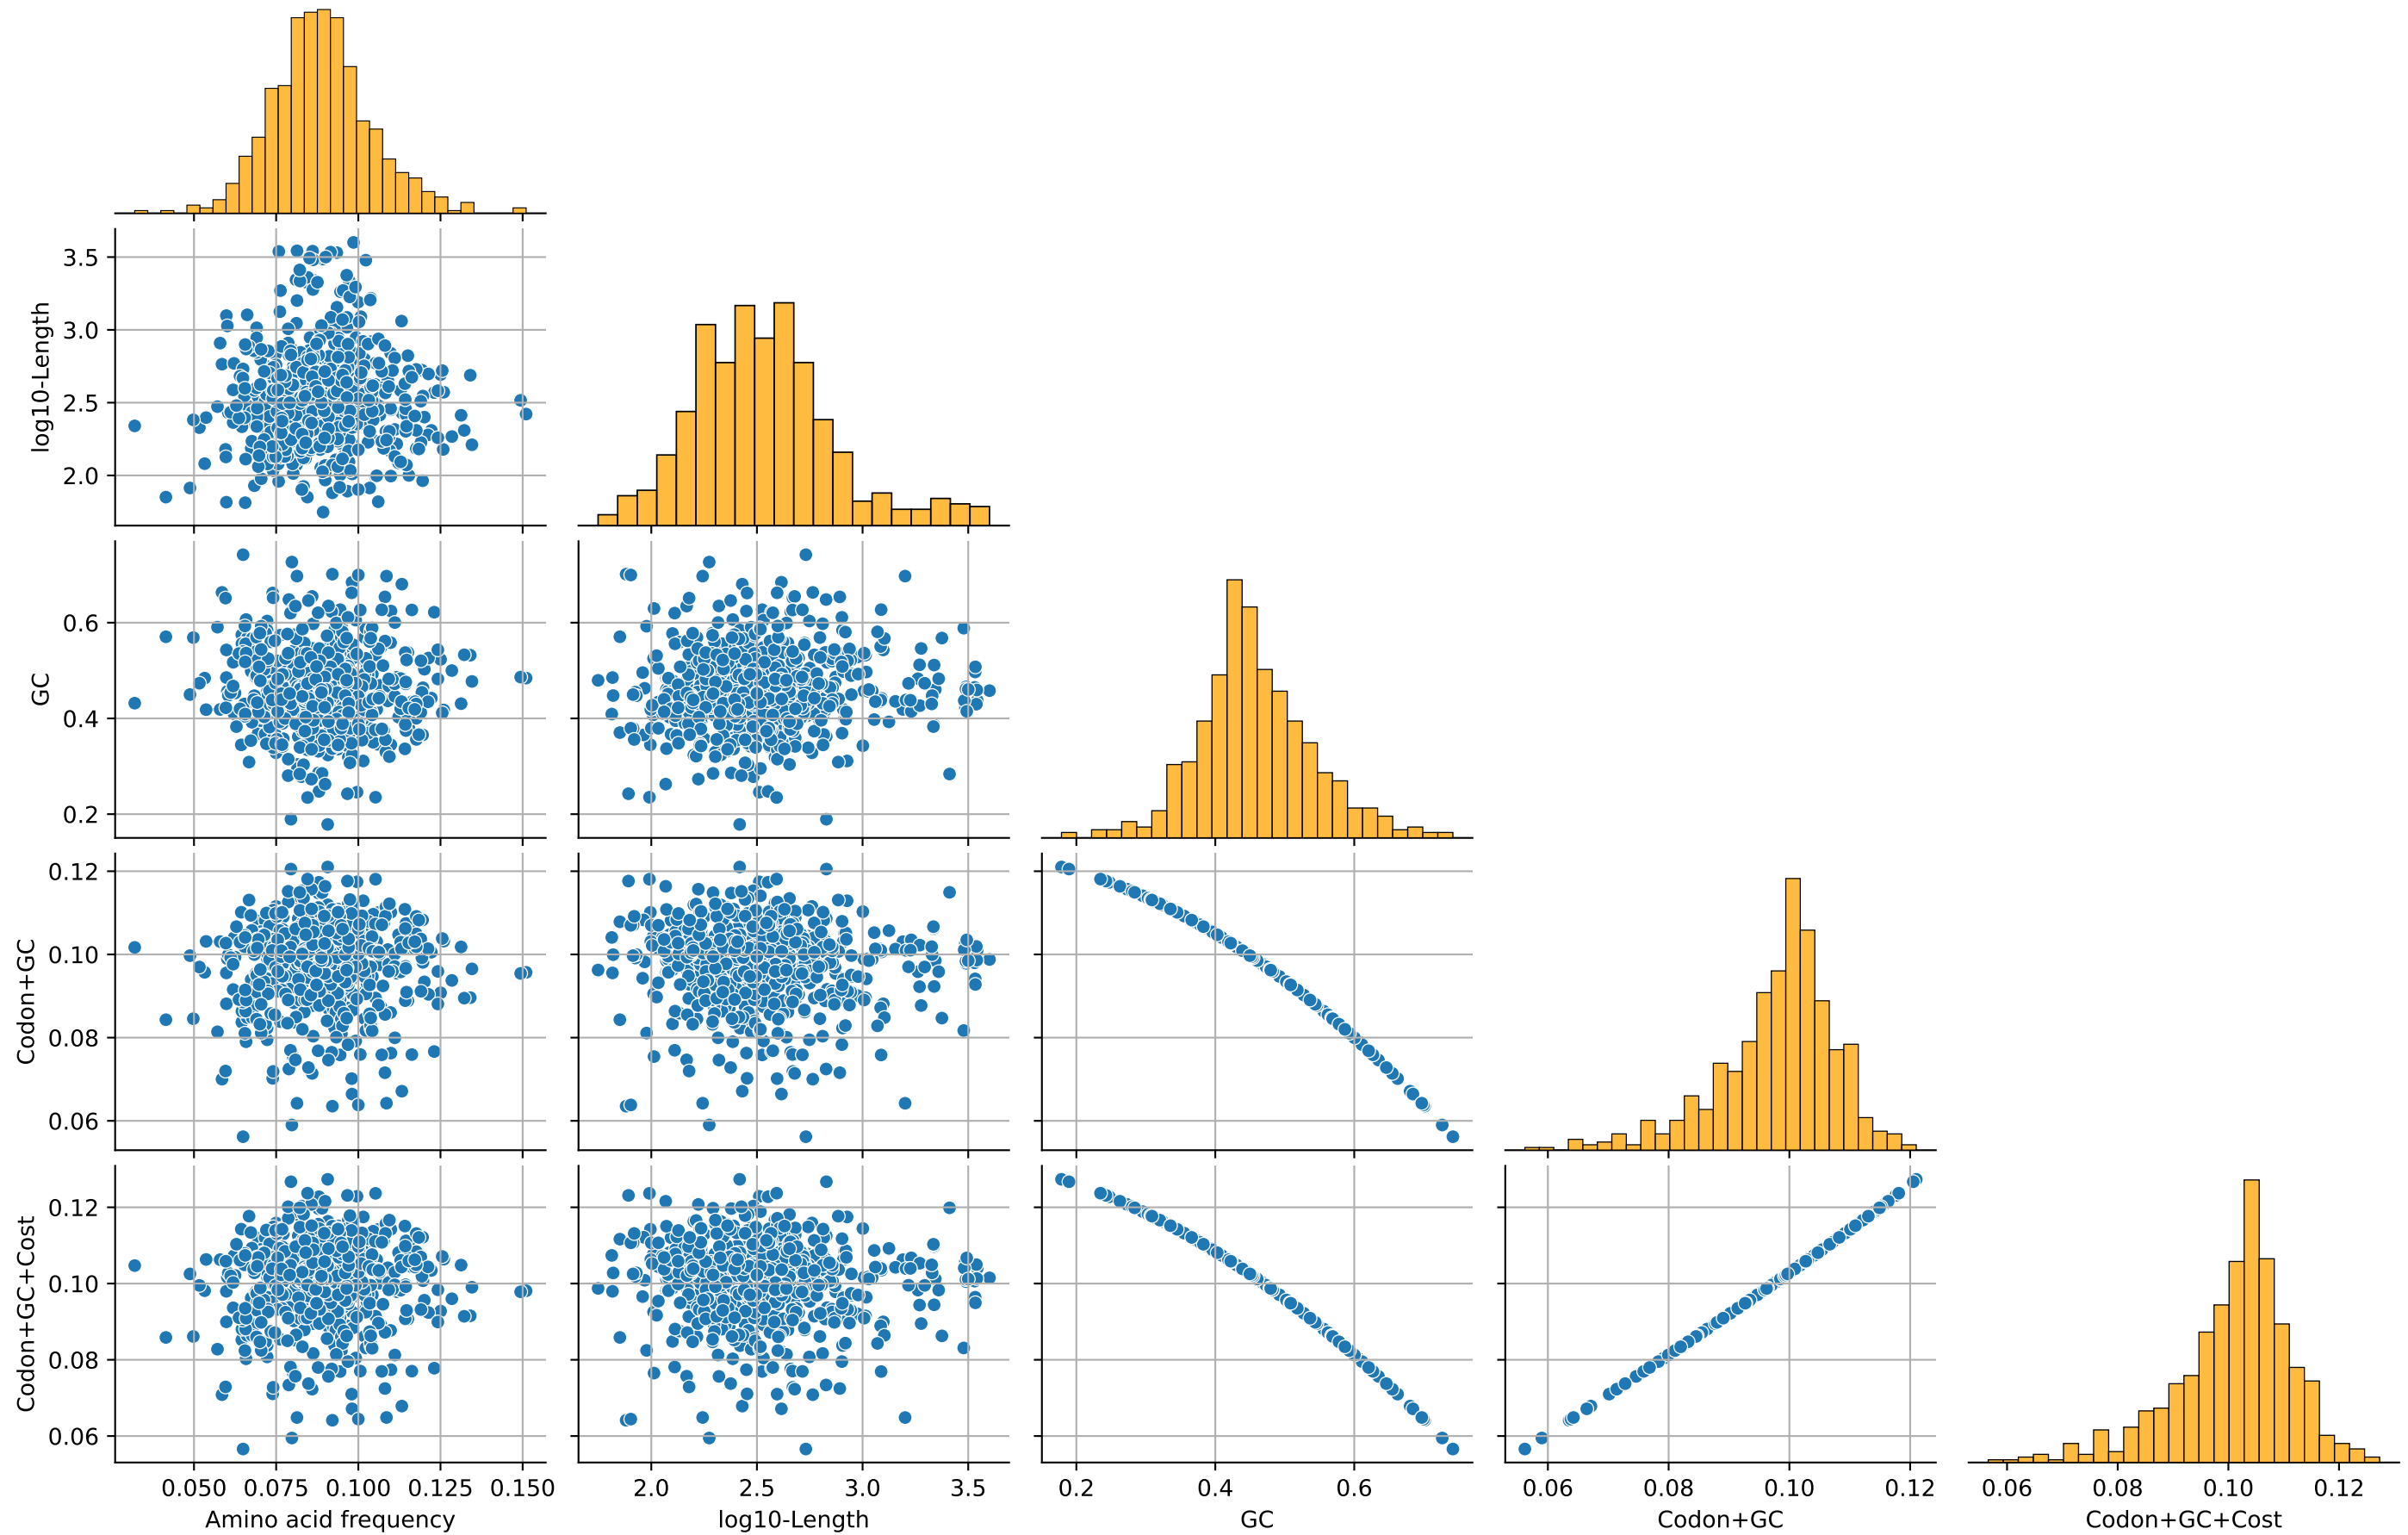 log10-Length
3.5
3.0
2.5
2.0
GC
0.6
0.4
0.2
Codon+GC
0.12
0.10
0.08
0.06
Codon+GC+Cost
0.12
0.10
0.08
0.06
0.050 0.075 0.100 0.125 0.150
Amino acid frequency
2.0 2.5 3.0 3.5
log10-Length
0.2 0.4 0.6
GC
0.06 0.08 0.10 0.12
Codon+GC
0.06 0.08 0.10 0.12
Codon+GC+Cost